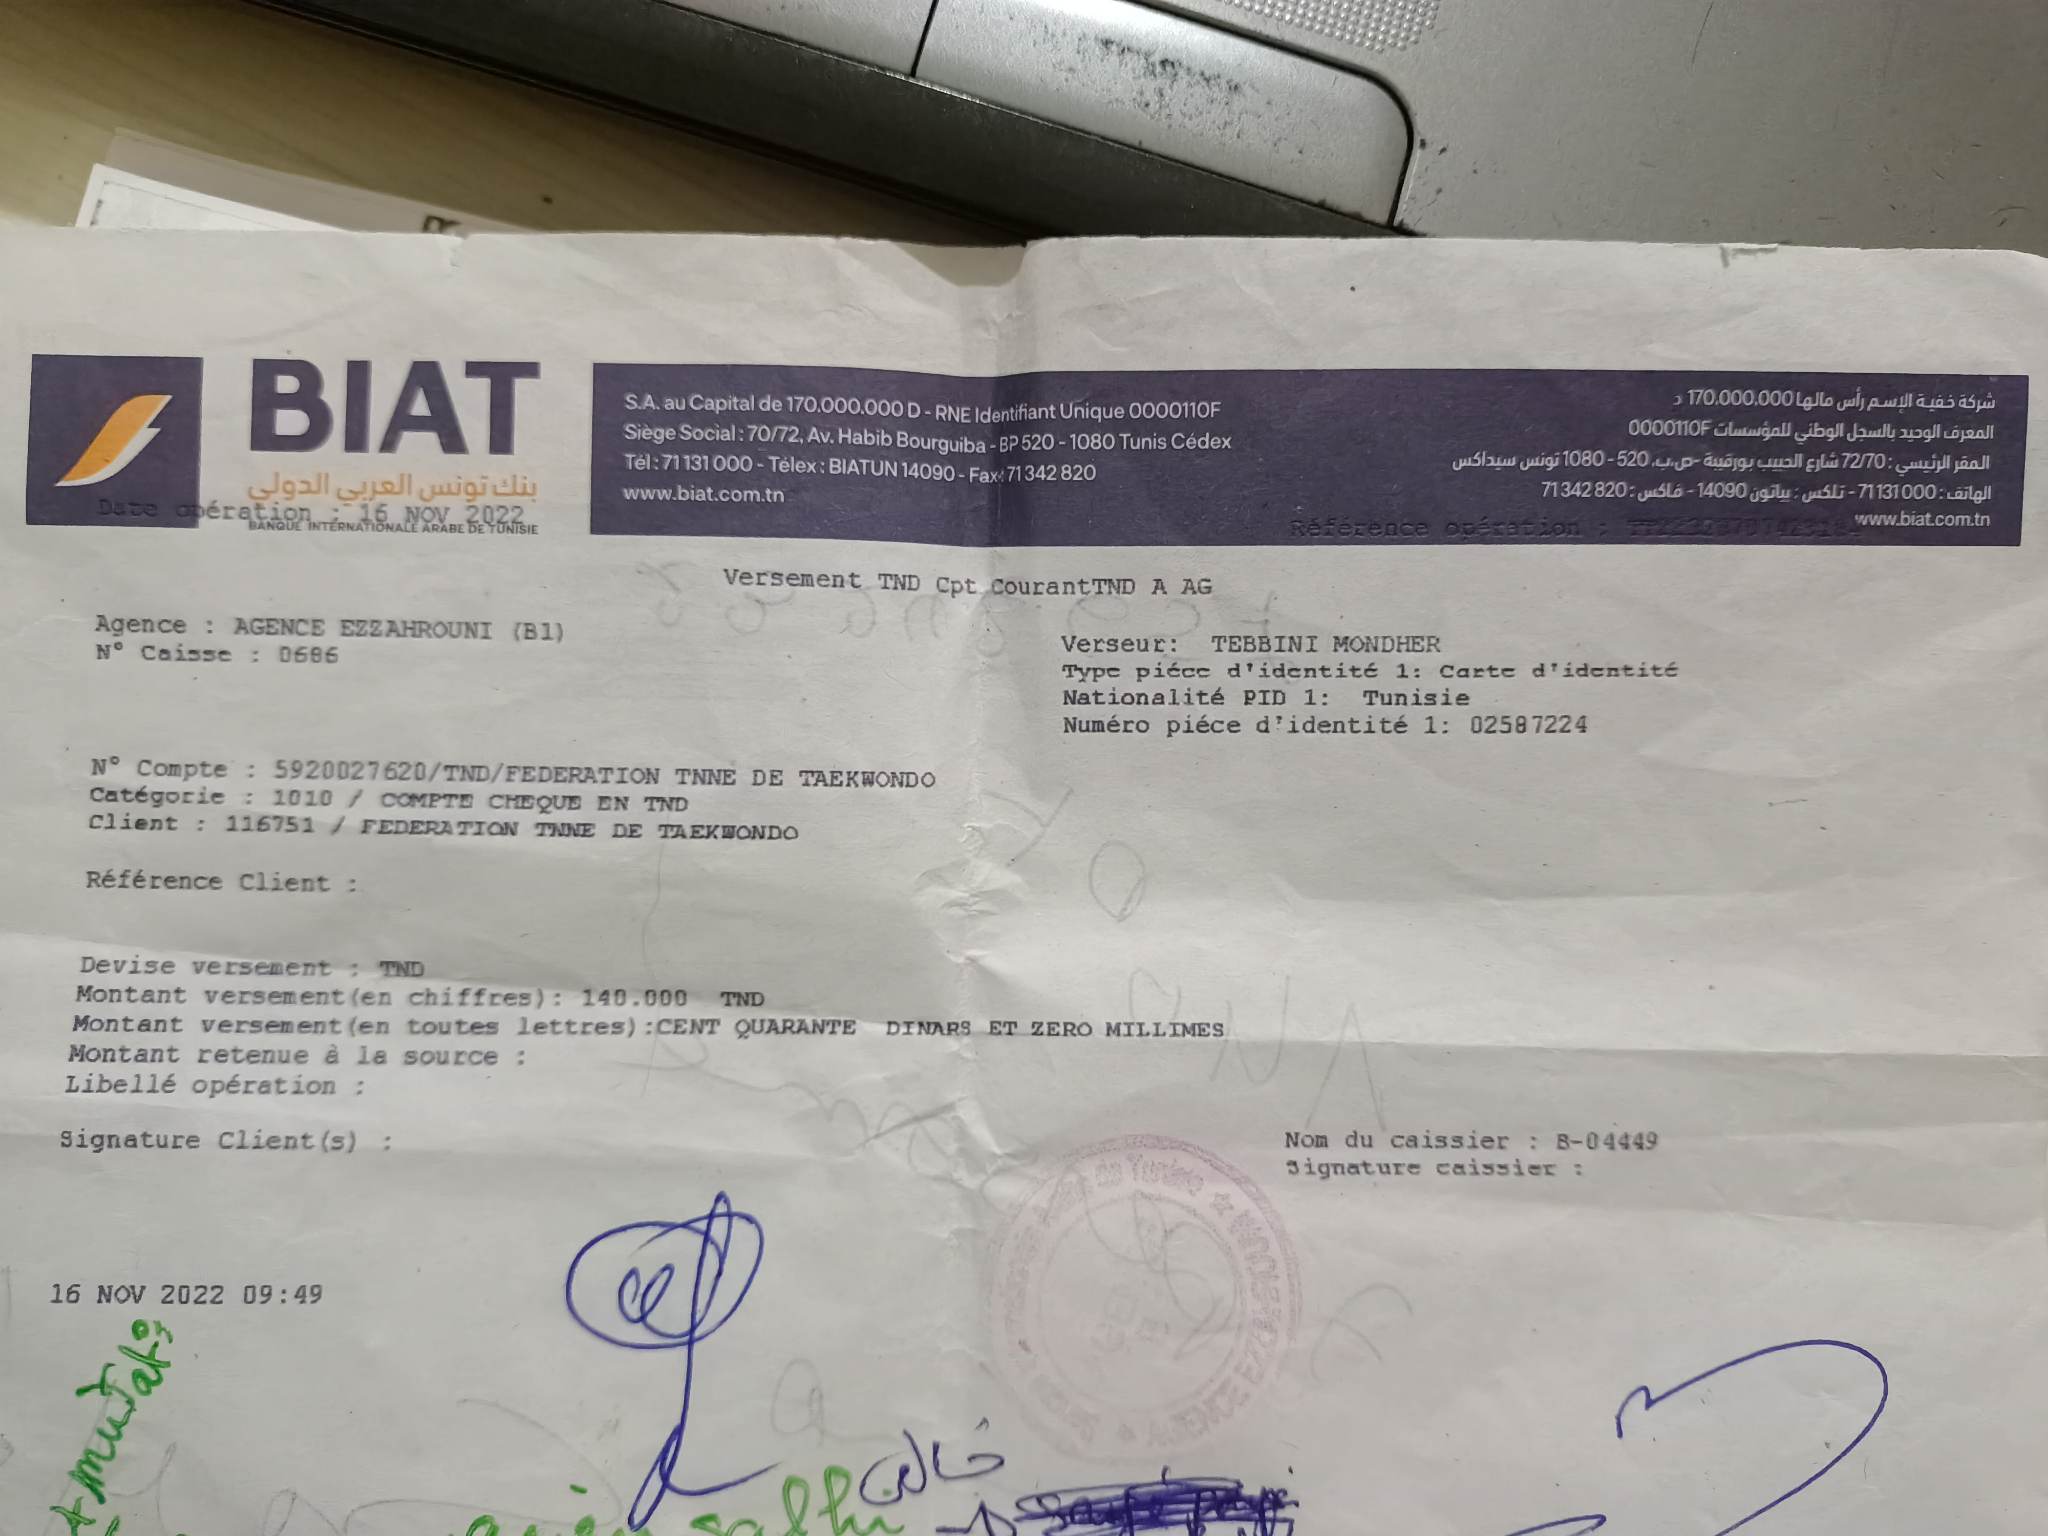 BIAT
بنك تونس العربي الدولي
BANQUE INTERNATIONALE ARABE DE TUNISIE
S.A. au Capital de 170.000.000 D - RNE Identifiant Unique 0000110F
Siège Social : 70/72, Av. Habib Bourguiba - BP 520 - 1080 Tunis Cédex
Tél : 71 131 000 - Télex : BIATUN 14090 - Fax : 71 342 820
www.biat.com.tn
شركة خفية الإسم رأس مالها 170.000.000 د
المعرف الوحيد بالسجل الوطني للمؤسسات 0000110F
المقر الرئيسي : 72/70 شارع الحبيب بورقيبة -ص.ب. 520 - 1080 تونس سيداكس
الهاتف : 71 131 000 - تلكس : بياتون 14090 - فاكس : 71 342 820
www.biat.com.tn
Date opération : 16 NOV 2022
Référence opération :
Versement TND Cpt CourantTND A AG
Agence : AGENCE EZZAHROUNI (B1)
N° Caisse : 0686
Verseur: TEBBINI MONDHER
Type piéce d'identité 1: Carte d'identité
Nationalité PID 1: Tunisie
Numéro piéce d'identité 1: 02587224
N° Compte : 5920027620/TND/FEDERATION TNNE DE TAEKWONDO
Catégorie : 1010 / COMPTE CHEQUE EN TND
Client : 116751 / FEDERATION TNNE DE TAEKWONDO
Référence Client :
Devise versement : TND
Montant versement(en chiffres): 140.000 TND
Montant versement(en toutes lettres):CENT QUARANTE DINARS ET ZERO MILLIMES
Montant retenue à la source :
Libellé opération :
Signature Client(s) :
Nom du caissier : B-04449
Signature caissier :
16 NOV 2022 09:49
salhi